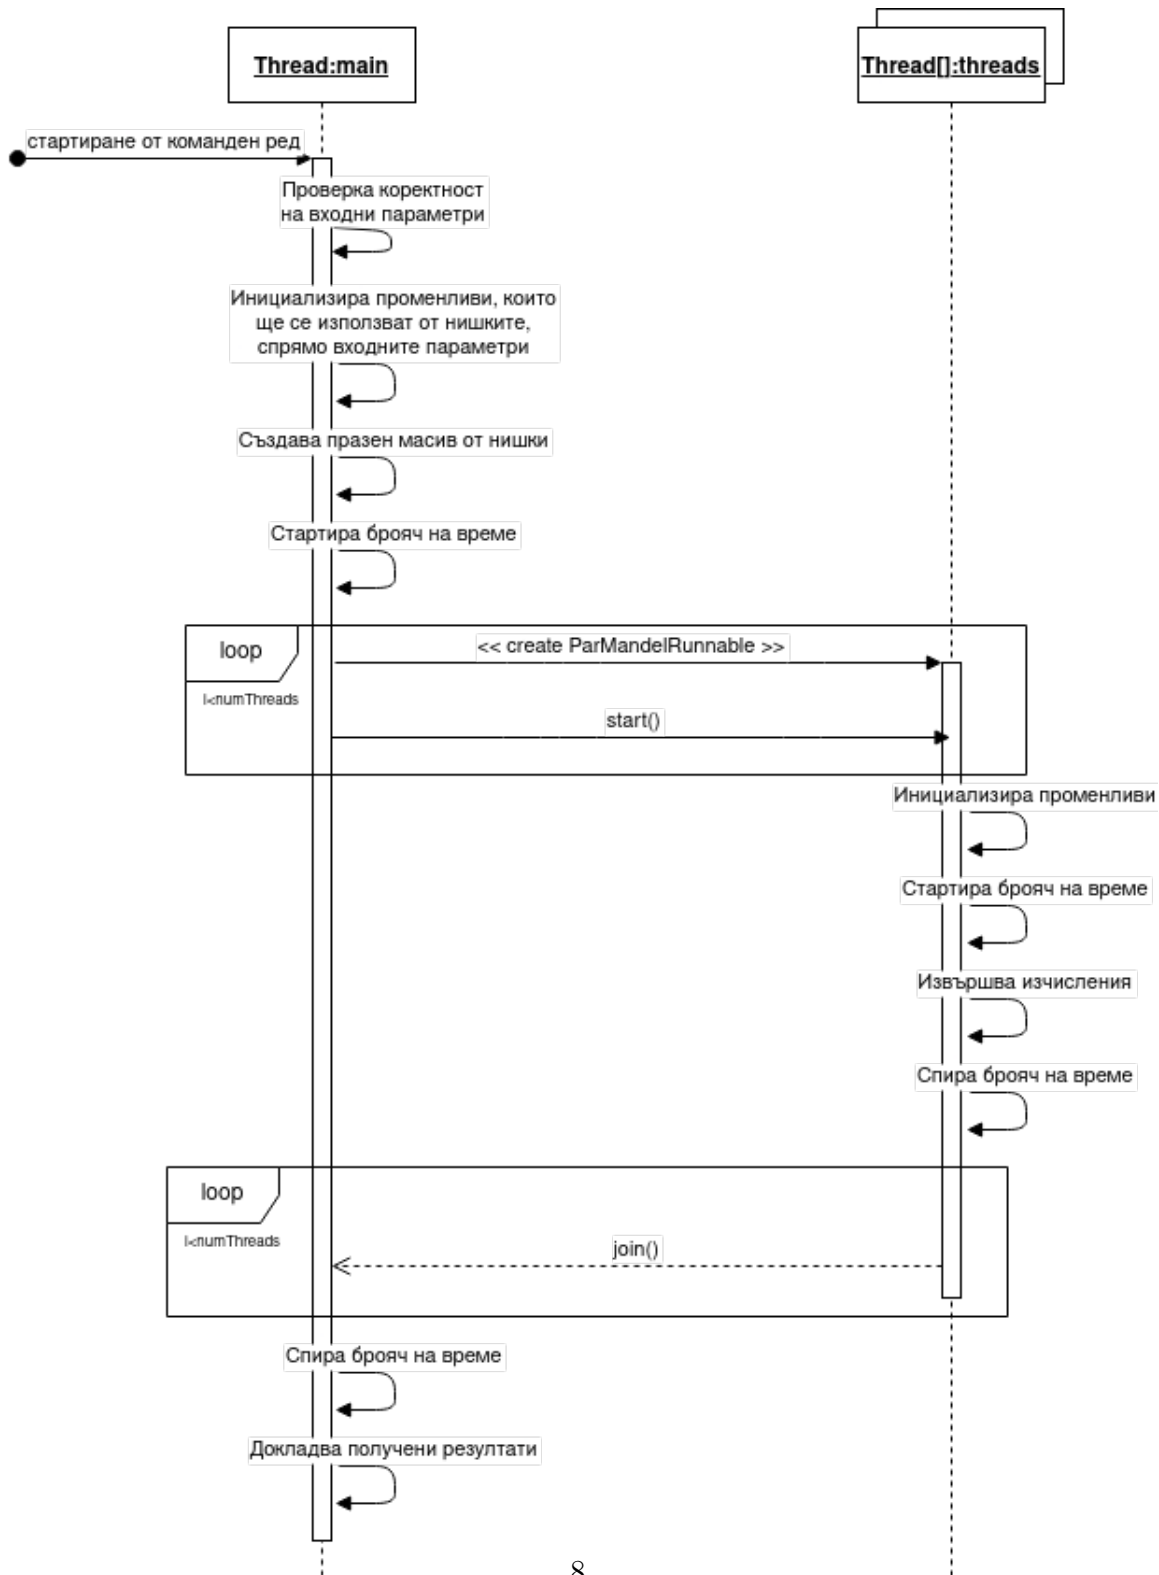 Thread:main
Thread[]:threads
стартиране от команден ред
Проверка коректност
на входни параметри
Инициализира променливи, които
ще се използват от нишките,
спрямо входните параметри
Създава празен масив от нишки
Стартира брояч на време
loop
I<numThreads
<< create ParMandelRunnable >>
start()
Инициализира променливи
Стартира брояч на време
Извършва изчисления
Спира брояч на време
loop
I<numThreads
join()
Спира брояч на време
Докладва получени резултати
8